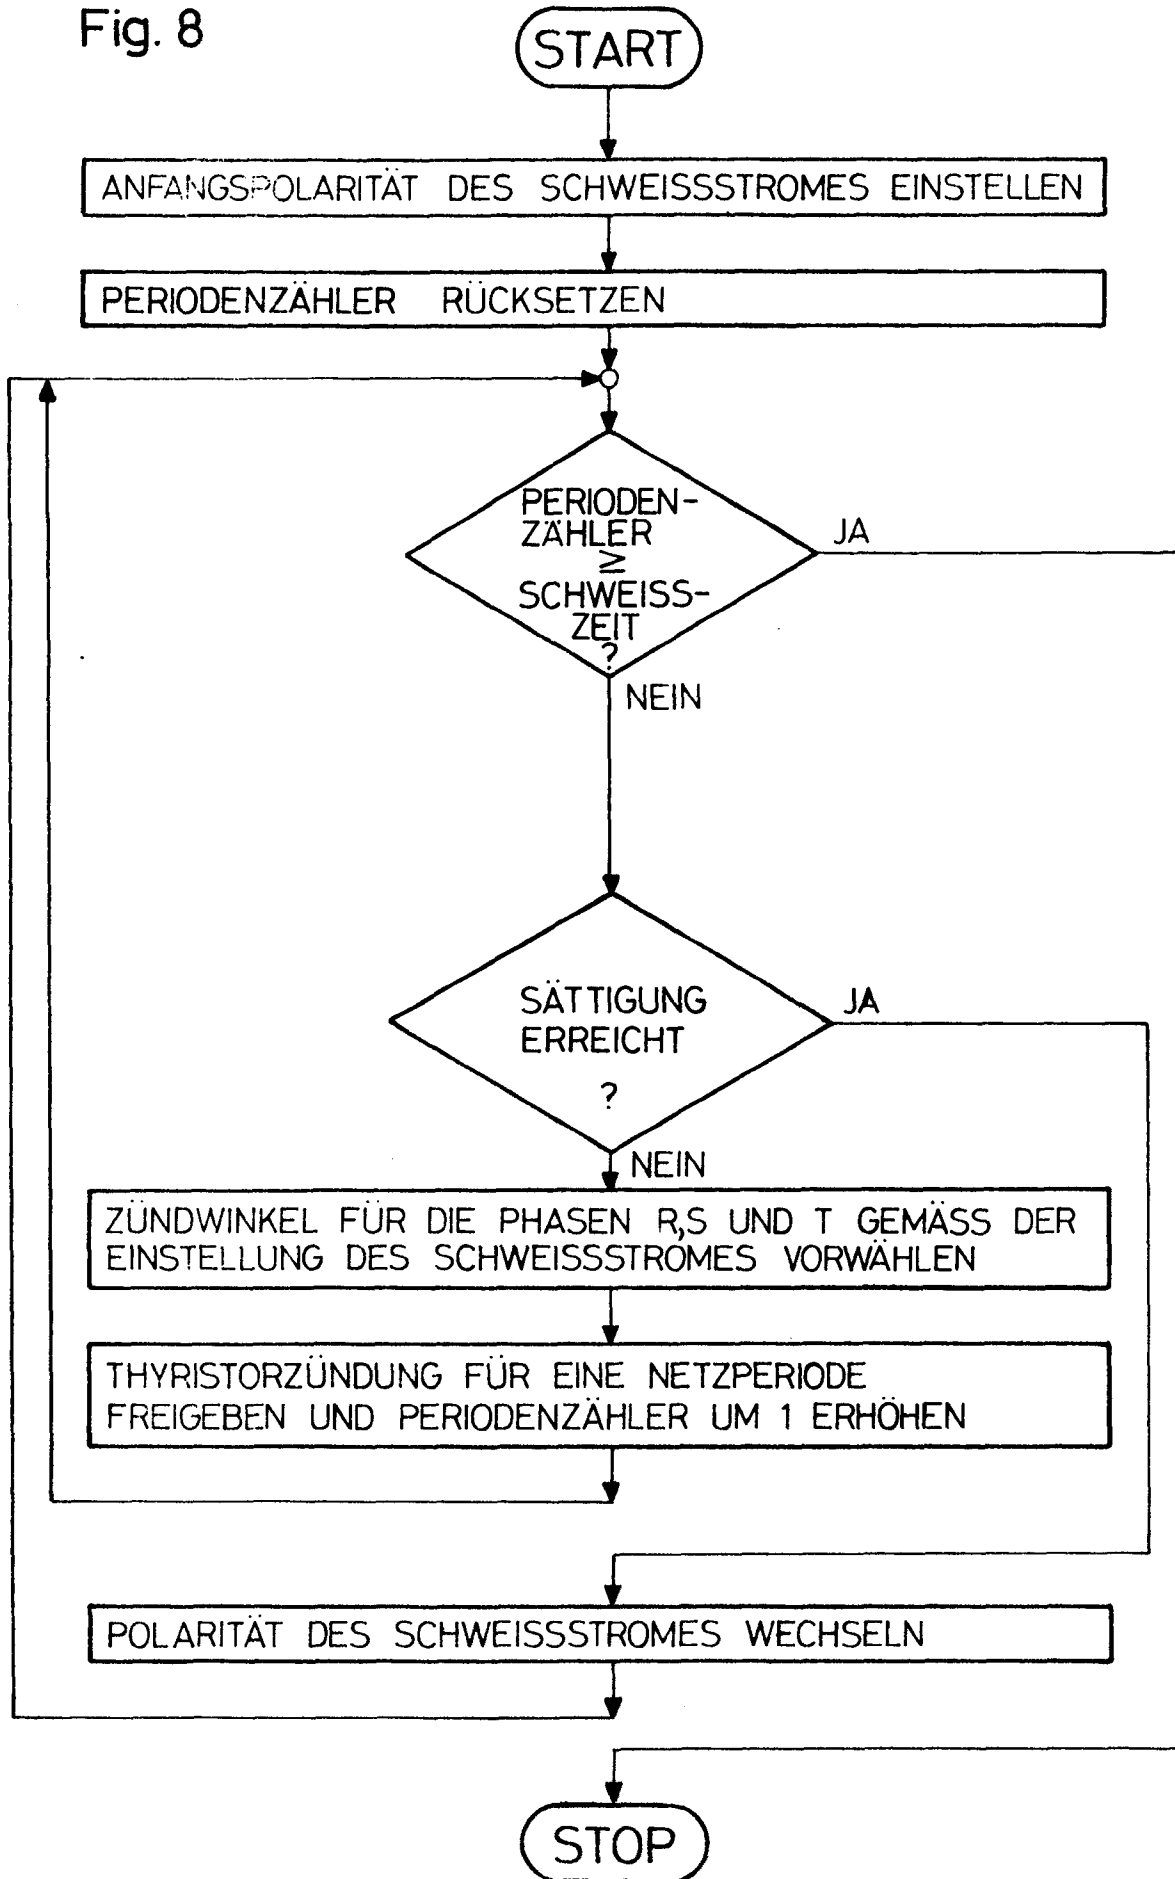 Fig. 8
START
ANFANGSPOLARITÄT DES SCHWEISSSTROMES EINSTELLEN
PERIODENZÄHLER RÜCKSETZEN
PERIODEN-
ZÄHLER
≥
SCHWEISS-
ZEIT
?
JA
NEIN
SÄTTIGUNG
ERREICHT
?
JA
NEIN
ZÜNDWINKEL FÜR DIE PHASEN R,S UND T GEMÄSS DER
EINSTELLUNG DES SCHWEISSSTROMES VORWÄHLEN
THYRISTORZÜNDUNG FÜR EINE NETZPERIODE
FREIGEBEN UND PERIODENZÄHLER UM 1 ERHÖHEN
POLARITÄT DES SCHWEISSSTROMES WECHSELN
STOP